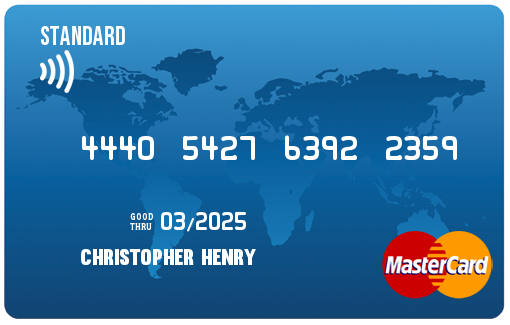 STANDARD
4440 5427 6392 2359
GOOD
THRU 03/2025
CHRISTOPHER HENRY
MasterCard